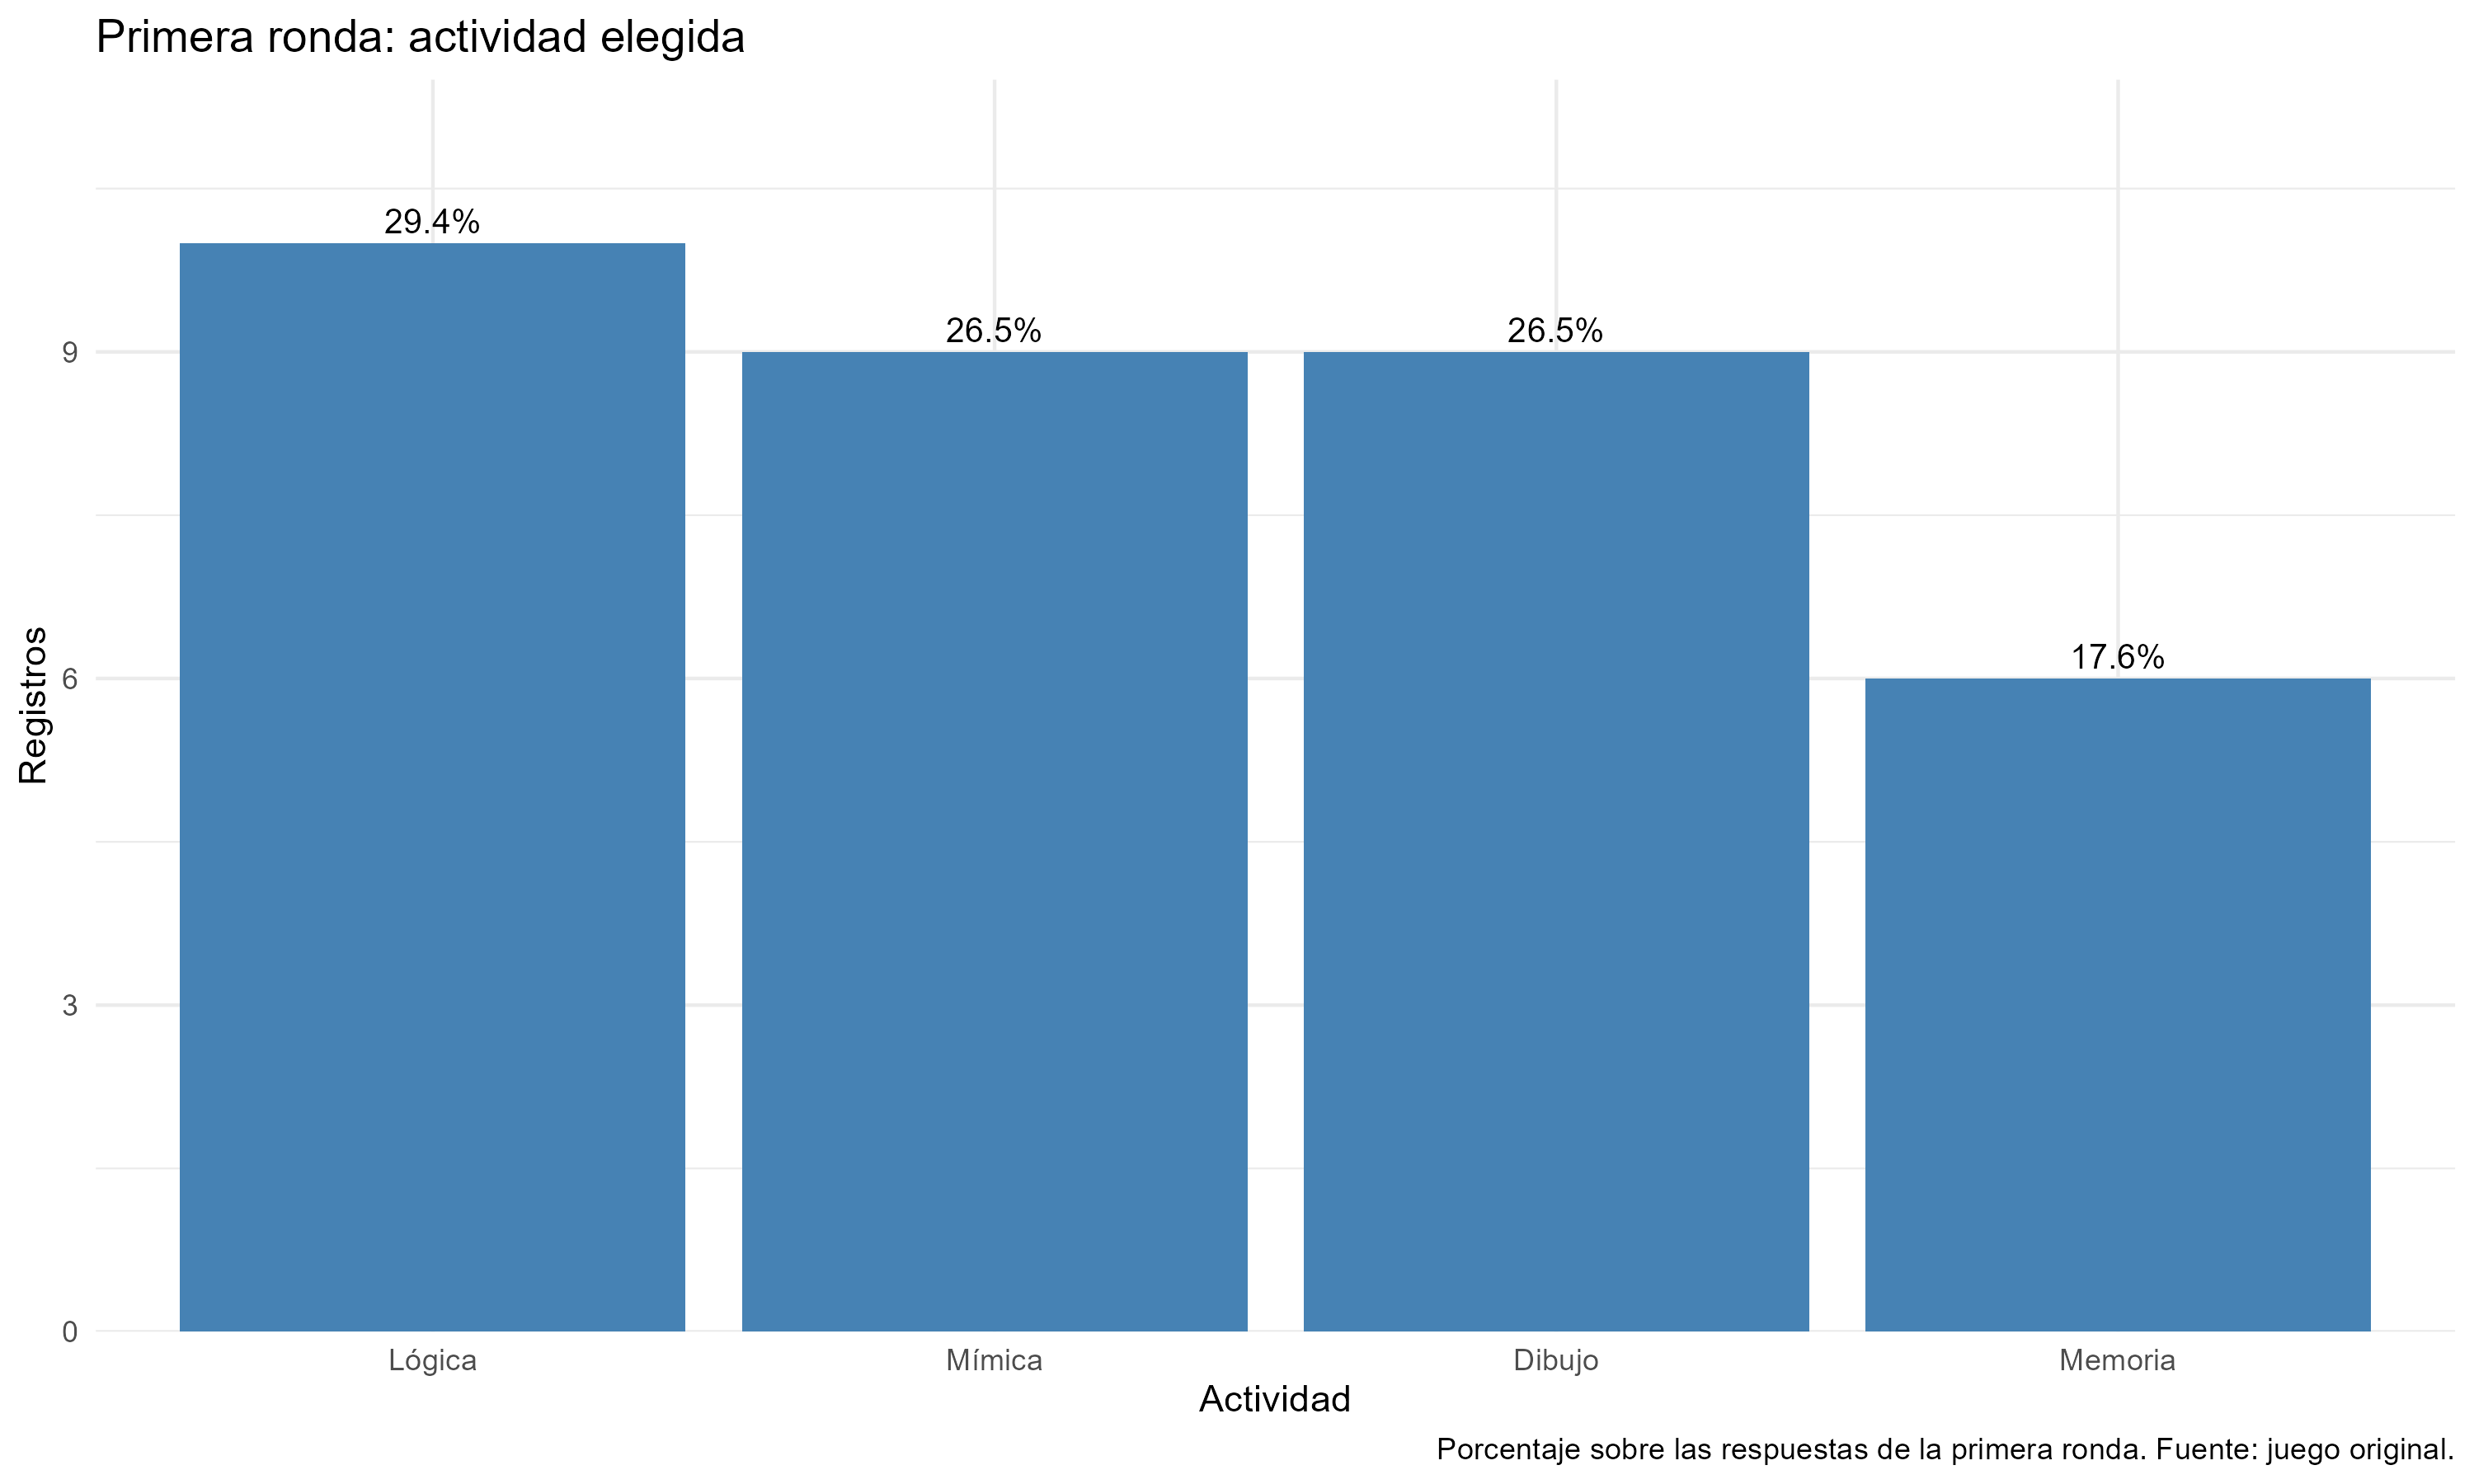 Primera ronda: actividad elegida
29.4%
26.5%
26.5%
17.6%
Registros
9
6
3
0
Lógica
Mímica
Dibujo
Memoria
Actividad
Porcentaje sobre las respuestas de la primera ronda. Fuente: juego original.